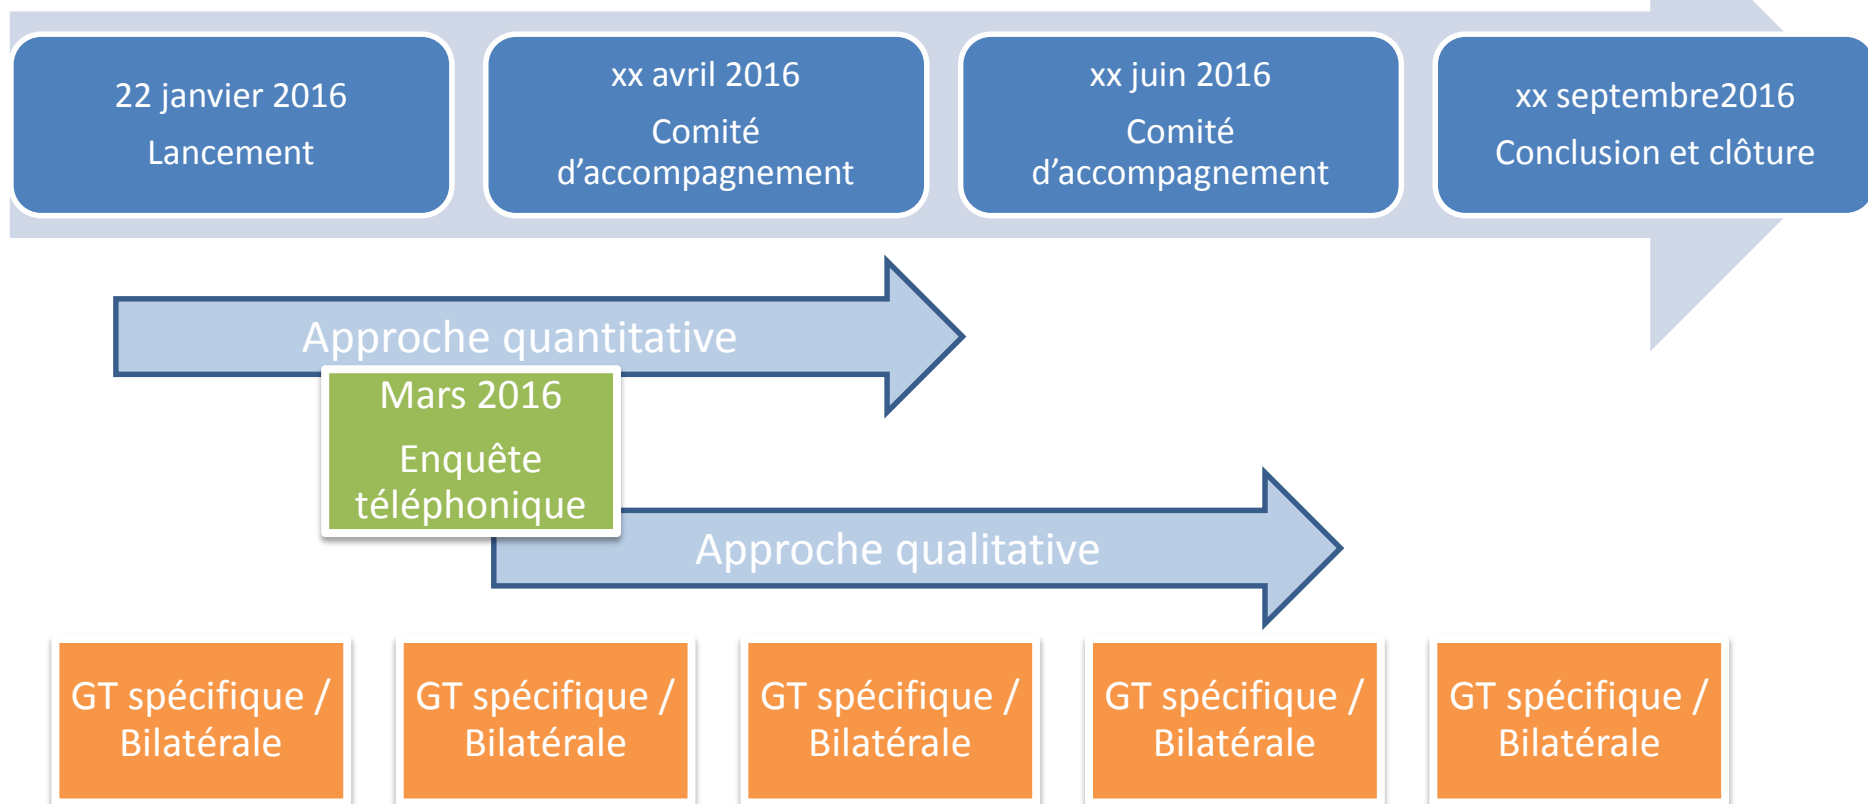 22 janvier 2016
Lancement
xx avril 2016
Comité
d’accompagnement
xx juin 2016
Comité
d’accompagnement
xx septembre2016
Conclusion et clôture
Approche quantitative
Mars 2016
Enquête
téléphonique
Approche qualitative
GT spécifique /
Bilatérale
GT spécifique /
Bilatérale
GT spécifique /
Bilatérale
GT spécifique /
Bilatérale
GT spécifique /
Bilatérale